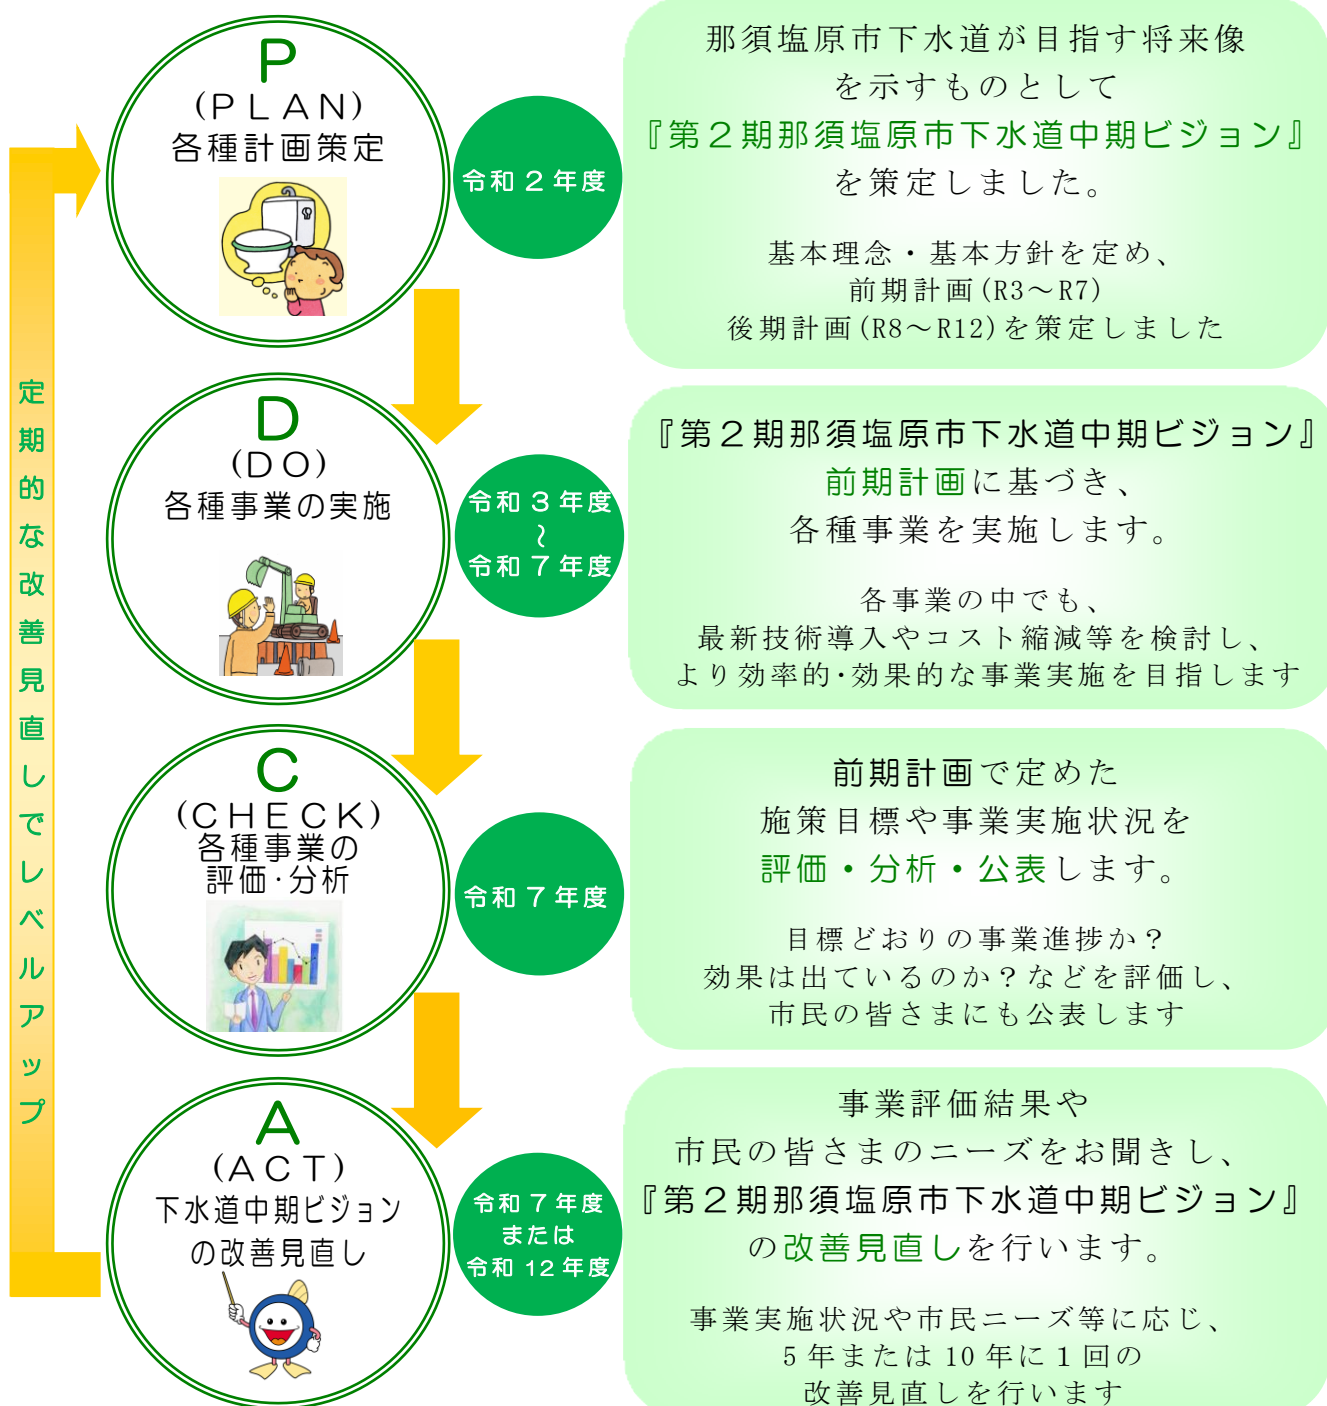 P
(PLAN)
各種計画策定
令和2年度
那須塩原市下水道が目指す将来像
を示すものとして
『第2期那須塩原市下水道中期ビジョン』
を策定しました。
基本理念・基本方針を定め、
前期計画(R3～R7)
後期計画(R8～R12)を策定しました
D
(DO)
各種事業の実施
令和3年度
～
令和7年度
『第2期那須塩原市下水道中期ビジョン』
前期計画に基づき、
各種事業を実施します。
各事業の中でも、
最新技術導入やコスト縮減等を検討し、
より効率的・効果的な事業実施を目指します
C
(CHECK)
各種事業の
評価・分析
令和7年度
前期計画で定めた
施策目標や事業実施状況を
評価・分析・公表します。
目標どおりの事業進捗か？
効果は出ているのか？などを評価し、
市民の皆さまにも公表します
A
(ACT)
下水道中期ビジョン
の改善見直し
令和7年度
または
令和12年度
事業評価結果や
市民の皆さまのニーズをお聞きし、
『第2期那須塩原市下水道中期ビジョン』
の改善見直しを行います。
事業実施状況や市民ニーズ等に応じ、
5年または10年に1回の
改善見直しを行います
定期的な改善見直しでレベルアップ